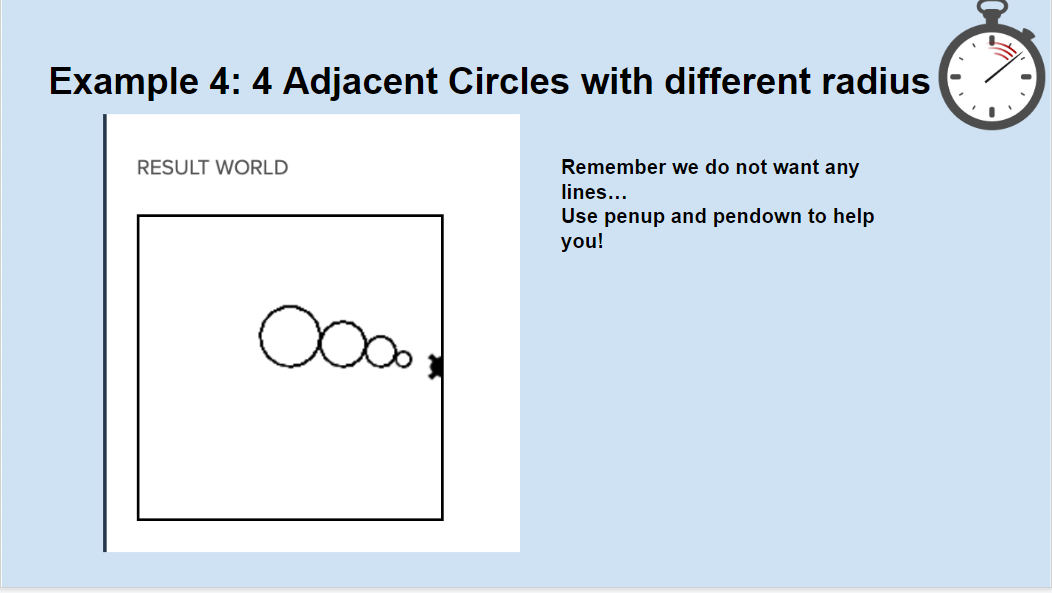 Example 4: 4 Adjacent Circles with different radius
RESULT WORLD
Remember we do not want any
lines…
Use penup and pendown to help
you!